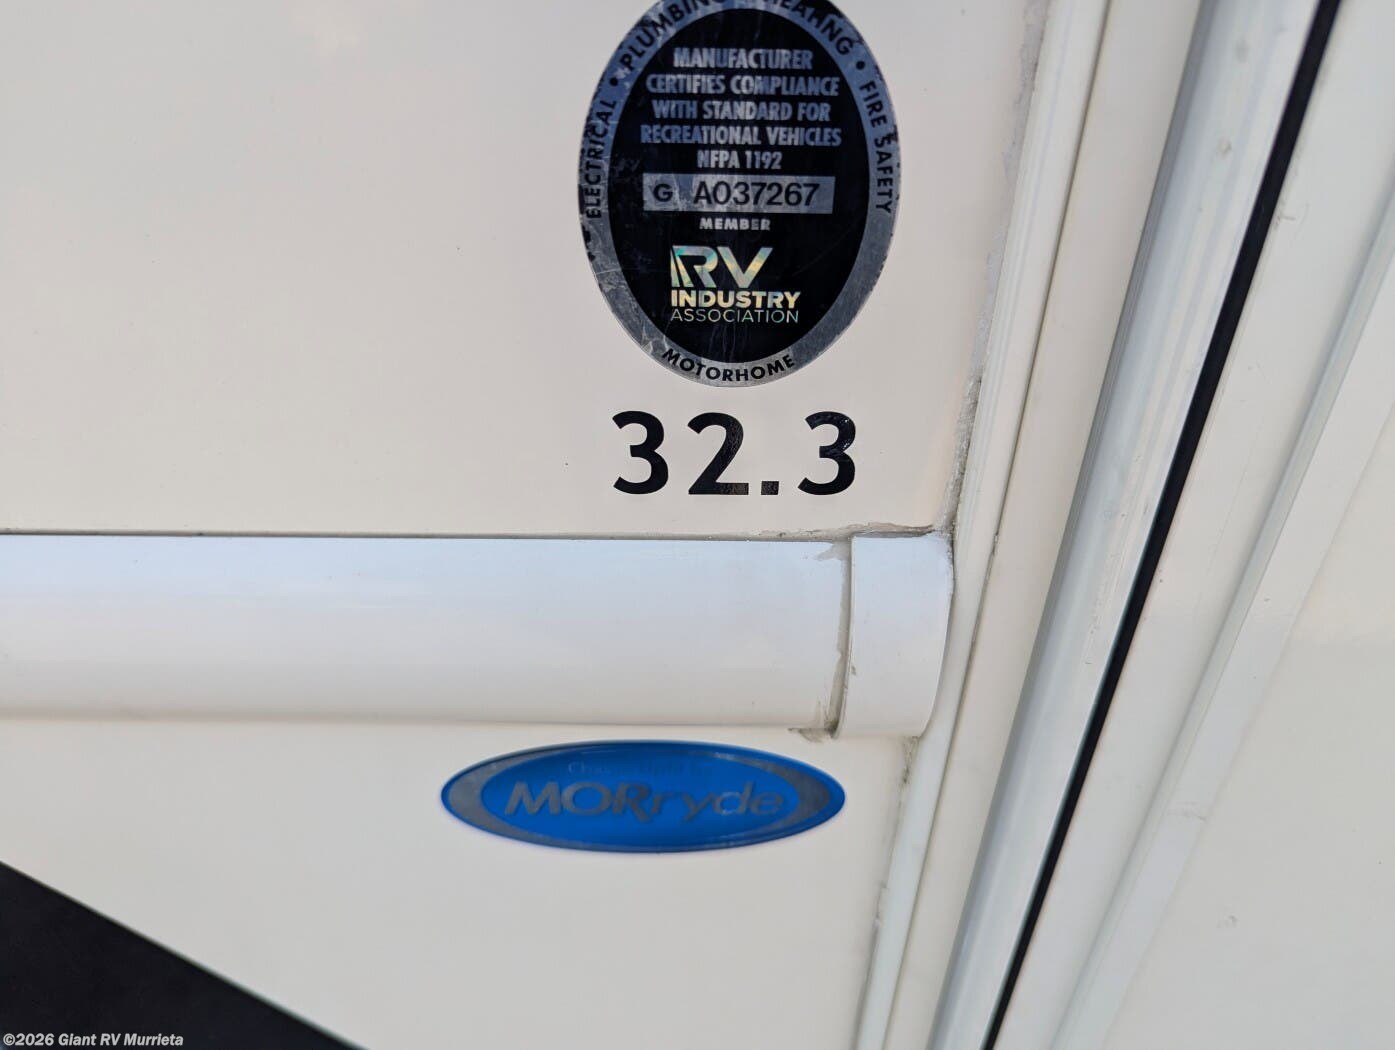 ELECTRICAL • PLUMBING • HEATING • FIRE SAFETY
MANUFACTURER
CERTIFIES COMPLIANCE
WITH STANDARD FOR
RECREATIONAL VEHICLES
NFPA 1192
G A037267
MEMBER
RV
INDUSTRY
ASSOCIATION
MOTORHOME
32.3
MORryde
©2026 Giant RV Murrieta